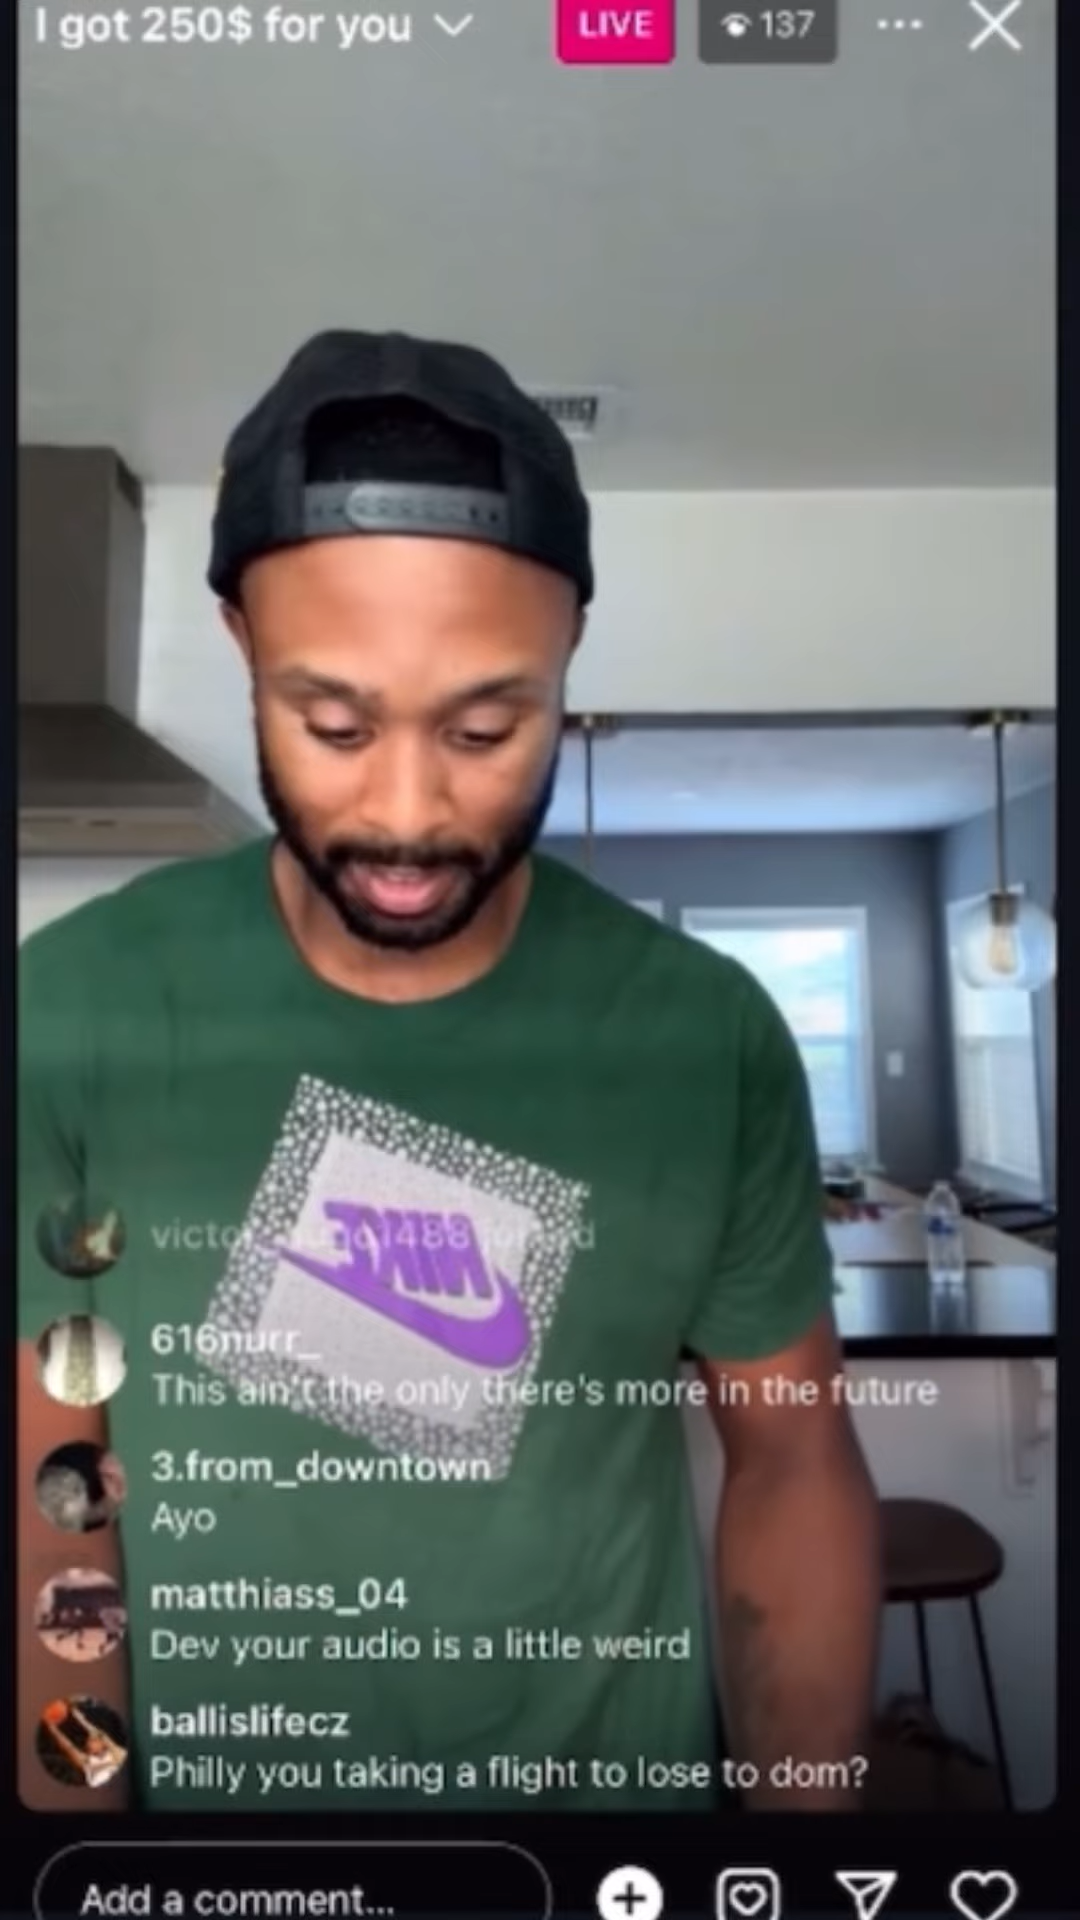 I got 250$ for you
LIVE
137
NIKE
616nurr_
This ain't the only there's more in the future
3.from_downtown
Ayo
matthiass_04
Dev your audio is a little weird
ballislifecz
Philly you taking a flight to lose to dom?
Add a comment...